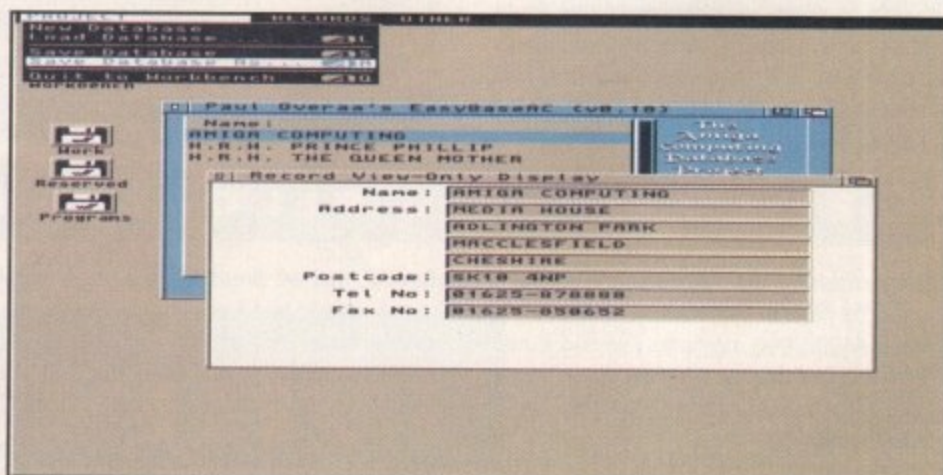 PROJECT RECORDS OTHER
New Database
Load Database L
Save Database S
Save Database As... A
Quit to Workbench Q
Workbench
Work
Reserved
Programs
Paul Overaa's EasyBaseAC (v0.10)
Name:
AMIGA COMPUTING
H.R.H. PRINCE PHILLIP
H.R.H. THE QUEEN MOTHER
The
Amiga
Computing
Database
Project
Record View-Only Display
Name: AMIGA COMPUTING
Address: MEDIA HOUSE
ADLINGTON PARK
MACCLESFIELD
CHESHIRE
Postcode: SK10 4NP
Tel No: 01625-878888
Fax No: 01625-850652